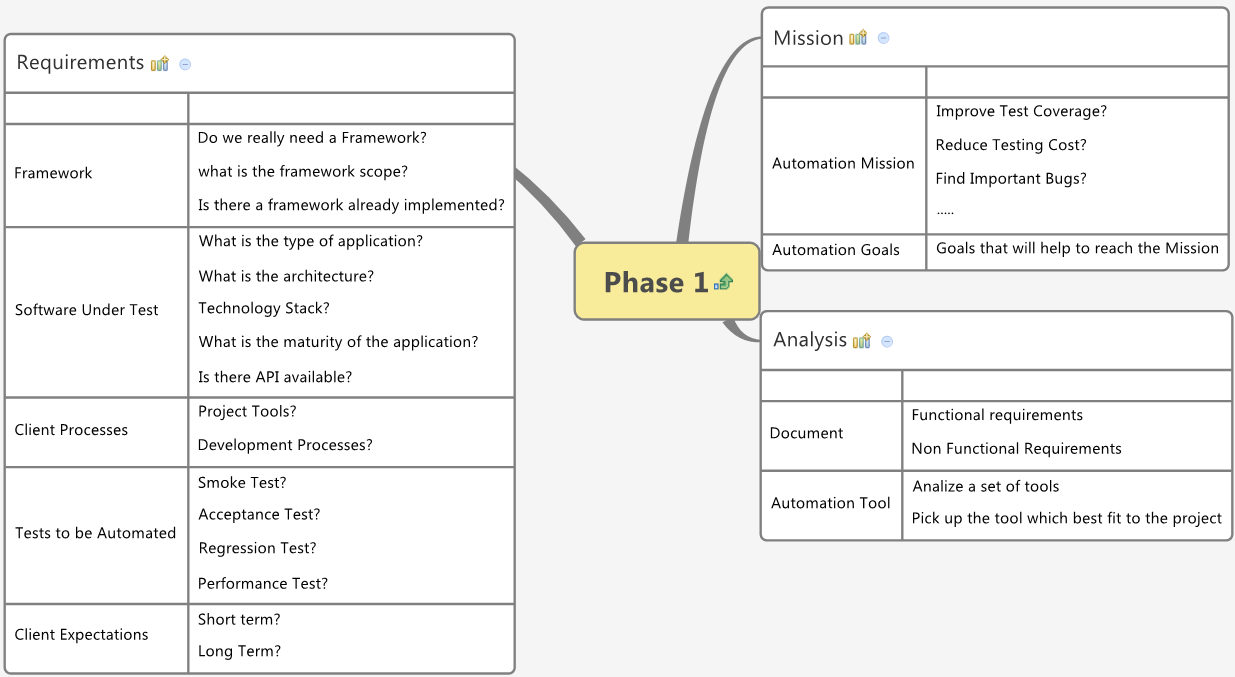 Requirements
Framework
Do we really need a Framework?
what is the framework scope?
Is there a framework already implemented?
Software Under Test
What is the type of application?
What is the architecture?
Technology Stack?
What is the maturity of the application?
Is there API available?
Client Processes
Project Tools?
Development Processes?
Tests to be Automated
Smoke Test?
Acceptance Test?
Regression Test?
Performance Test?
Client Expectations
Short term?
Long Term?
Phase 1
Mission
Automation Mission
Improve Test Coverage?
Reduce Testing Cost?
Find Important Bugs?
.....
Automation Goals
Goals that will help to reach the Mission
Analysis
Document
Functional requirements
Non Functional Requirements
Automation Tool
Analize a set of tools
Pick up the tool which best fit to the project